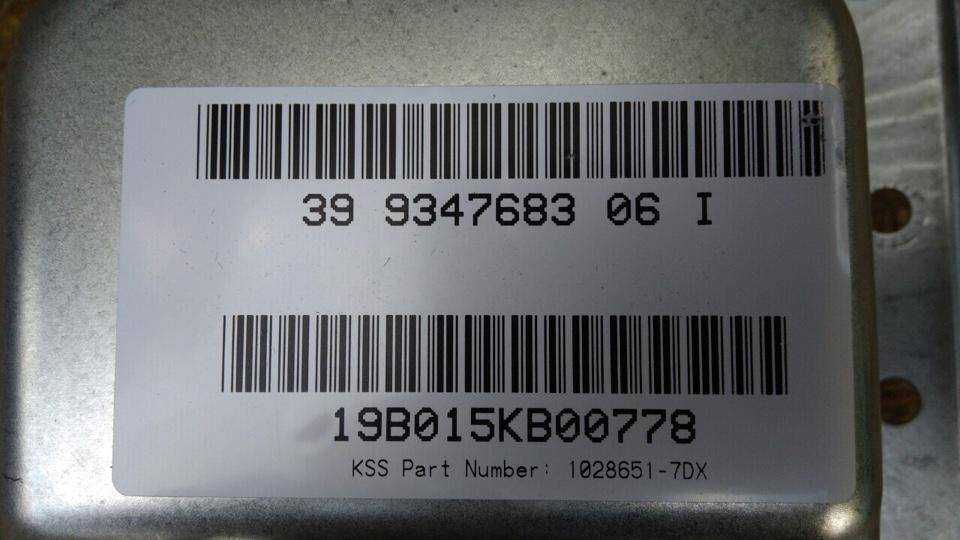 39 9347683 06 I
19B015KB00778
KSS Part Number: 1028651-7DX